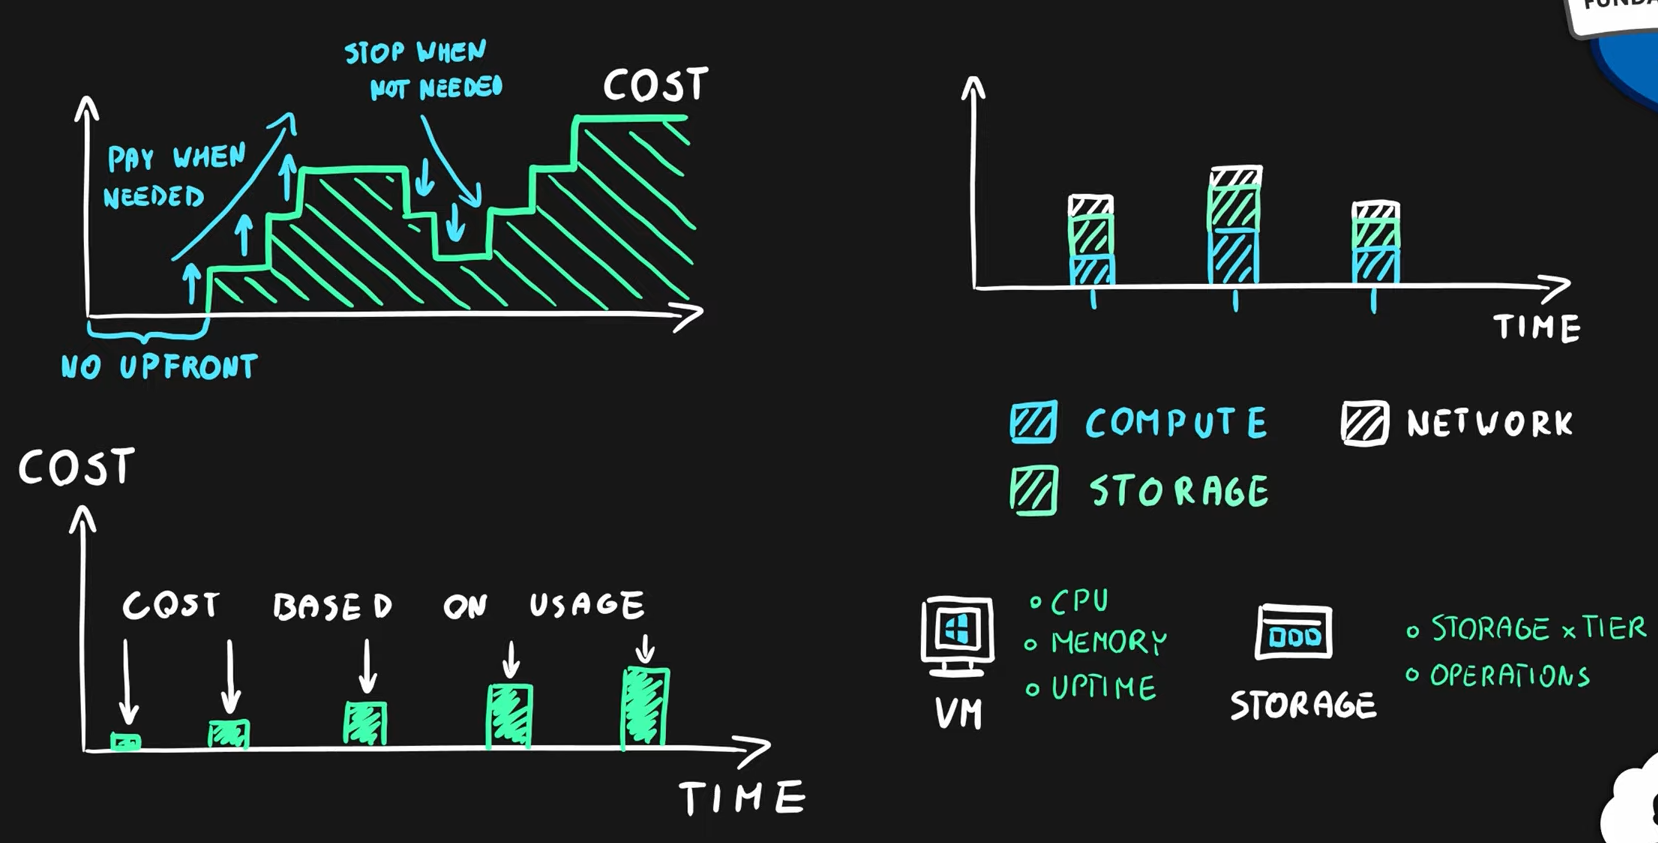 STOP WHEN
NOT NEEDED
COST
PAY WHEN
NEEDED
NO UPFRONT
TIME
COMPUTE
NETWORK
STORAGE
COST
COST BASED ON USAGE
TIME
VM
CPU
MEMORY
UPTIME
STORAGE
STORAGE x TIER
OPERATIONS